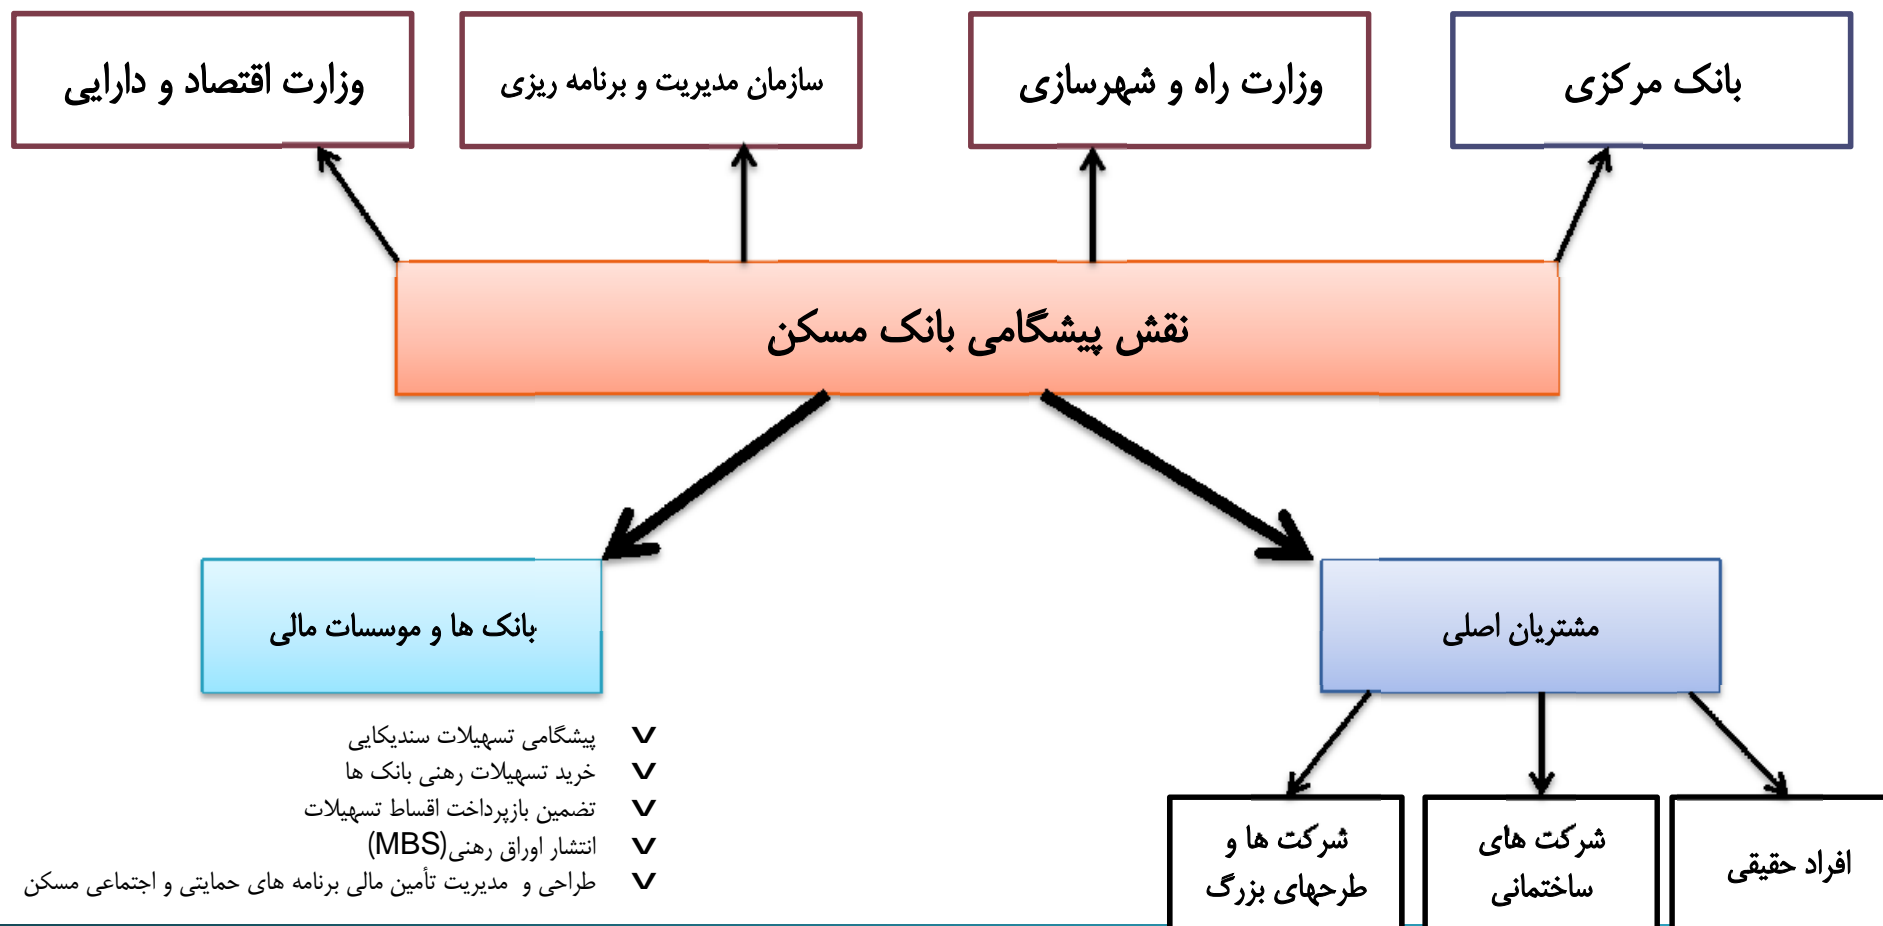 بانک مرکزی
وزارت راه و شهرسازی
سازمان مدیریت و برنامه ریزی
وزارت اقتصاد و دارایی
نقش پیشگامی بانک مسکن
مشتریان اصلی
بانک ها و موسسات مالی
افراد حقیقی
شرکت های
ساختمانی
شرکت ها و
طرحهای بزرگ
پیشگامی تسهیلات سندیکایی
خرید تسهیلات رهنی بانک ها
تضمین بازپرداخت اقساط تسهیلات
انتشار اوراق رهنی(MBS)
طراحی و مدیریت تأمین مالی برنامه های حمایتی و اجتماعی مسکن